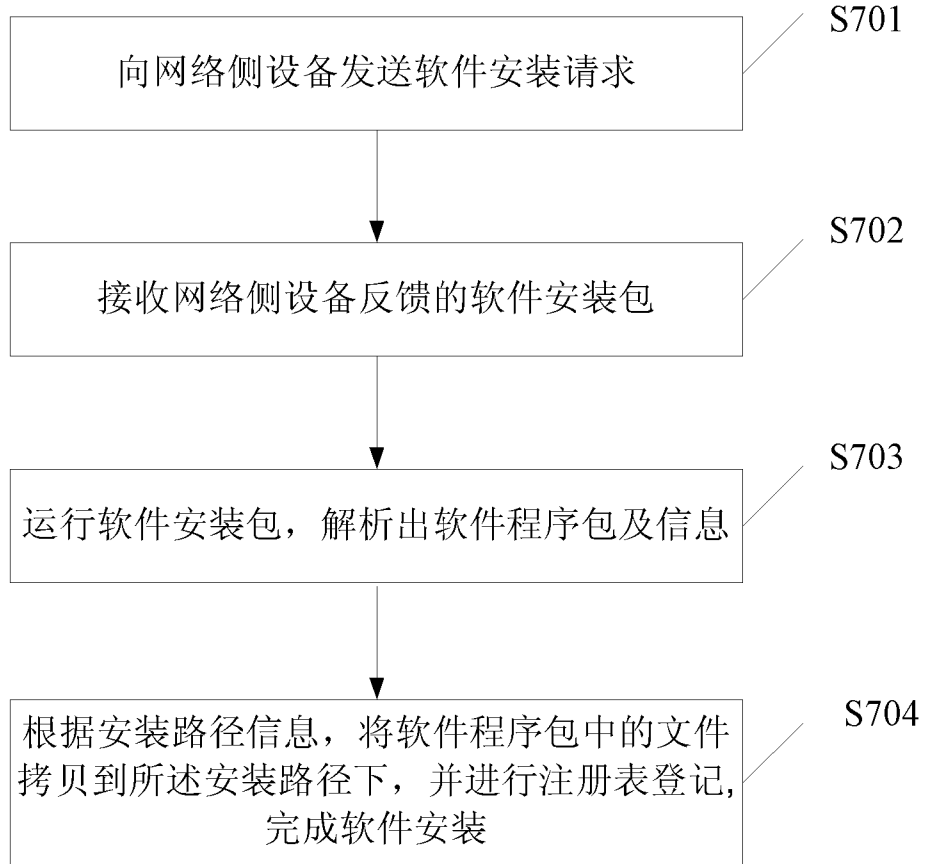 S701
向网络侧设备发送软件安装请求
S702
接收网络侧设备反馈的软件安装包
S703
运行软件安装包，解析出软件程序包及信息
S704
根据安装路径信息，将软件程序包中的文件
拷贝到所述安装路径下，并进行注册表登记,
完成软件安装